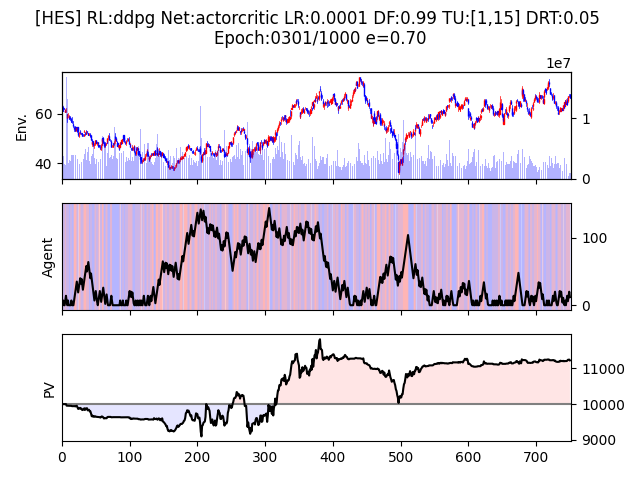 [HES] RL:ddpg Net:actorcritic LR:0.0001 DF:0.99 TU:[1,15] DRT:0.05
Epoch:0301/1000 e=0.70
1e7
Env.
60
40
1
0
Agent
100
0
PV
11000
10000
9000
0 100 200 300 400 500 600 700